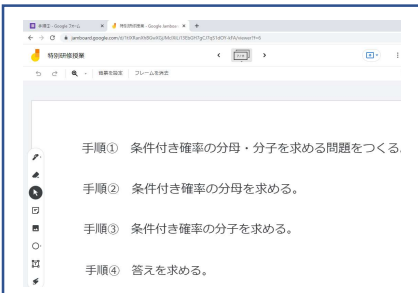 特別研修授業
背景を設定 フレームを消去
手順① 条件付き確率の分母・分子を求める問題をつくる。
手順② 条件付き確率の分母を求める。
手順③ 条件付き確率の分子を求める。
手順④ 答えを求める。